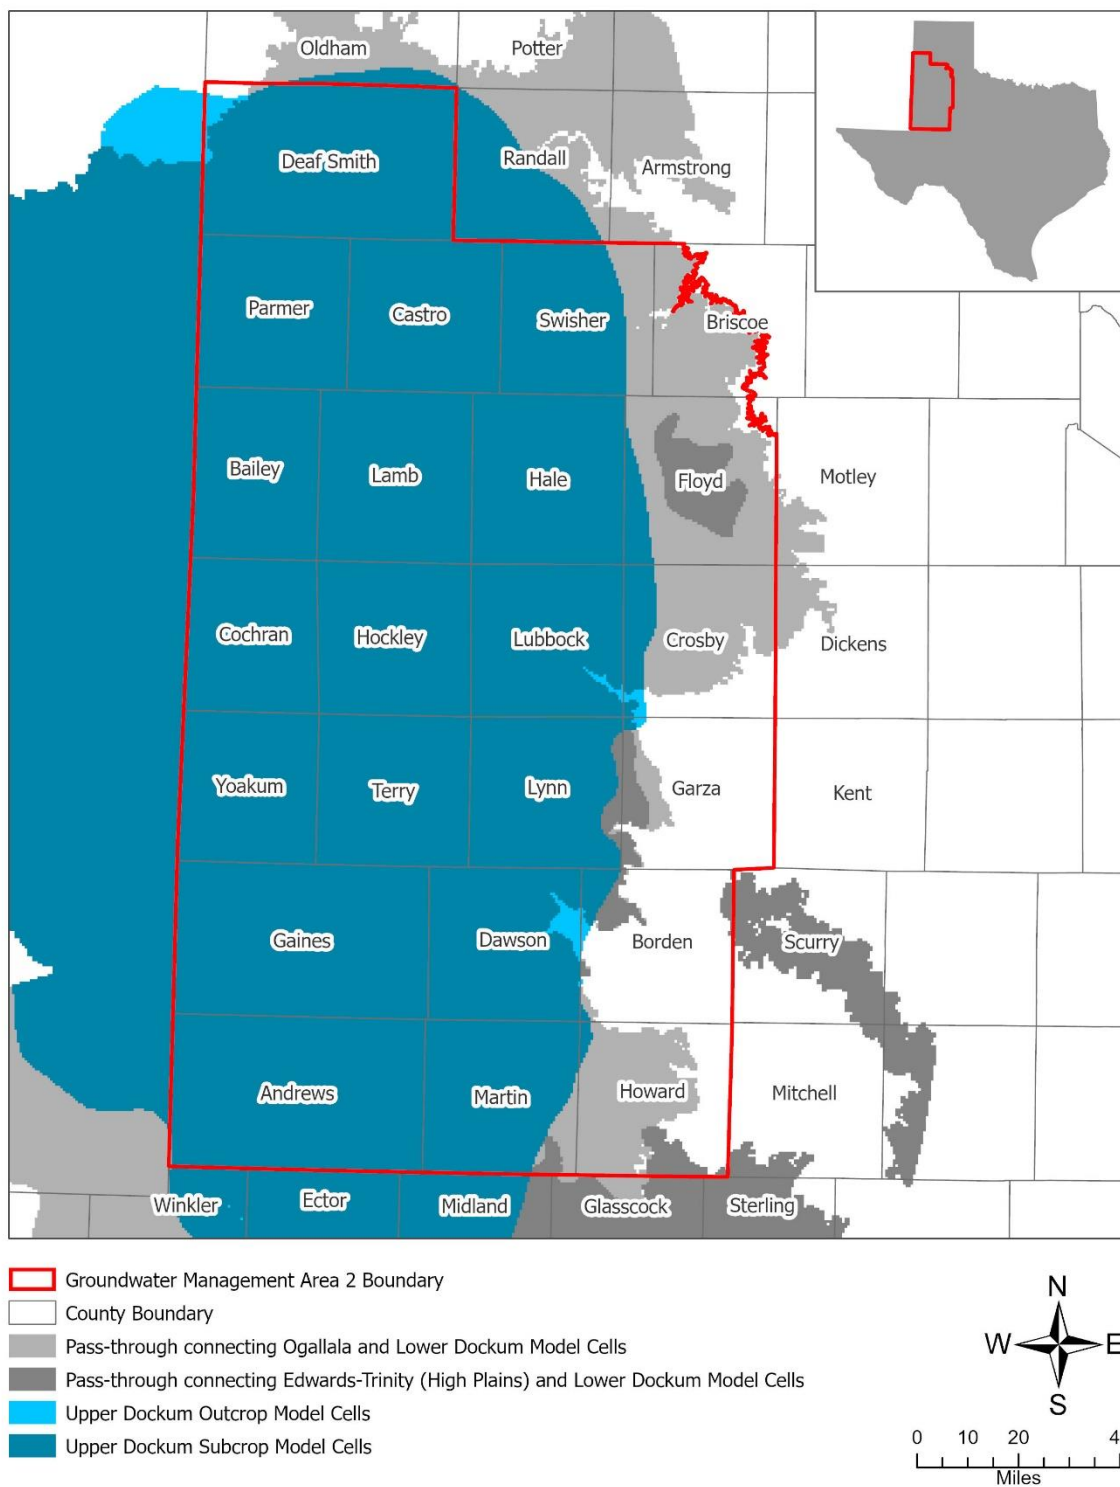 Oldham
Potter
Deaf Smith
Randall
Armstrong
Parmer
Castro
Swisher
Briscoe
Bailey
Lamb
Hale
Floyd
Motley
Cochran
Hockley
Lubbock
Crosby
Dickens
Yoakum
Terry
Lynn
Garza
Kent
Gaines
Dawson
Borden
Scurry
Andrews
Martin
Howard
Mitchell
Winkler
Ector
Midland
Glasscock
Sterling
Groundwater Management Area 2 Boundary
County Boundary
Pass-through connecting Ogallala and Lower Dockum Model Cells
Pass-through connecting Edwards-Trinity (High Plains) and Lower Dockum Model Cells
Upper Dockum Outcrop Model Cells
Upper Dockum Subcrop Model Cells
N
W E
S
0 10 20
Miles